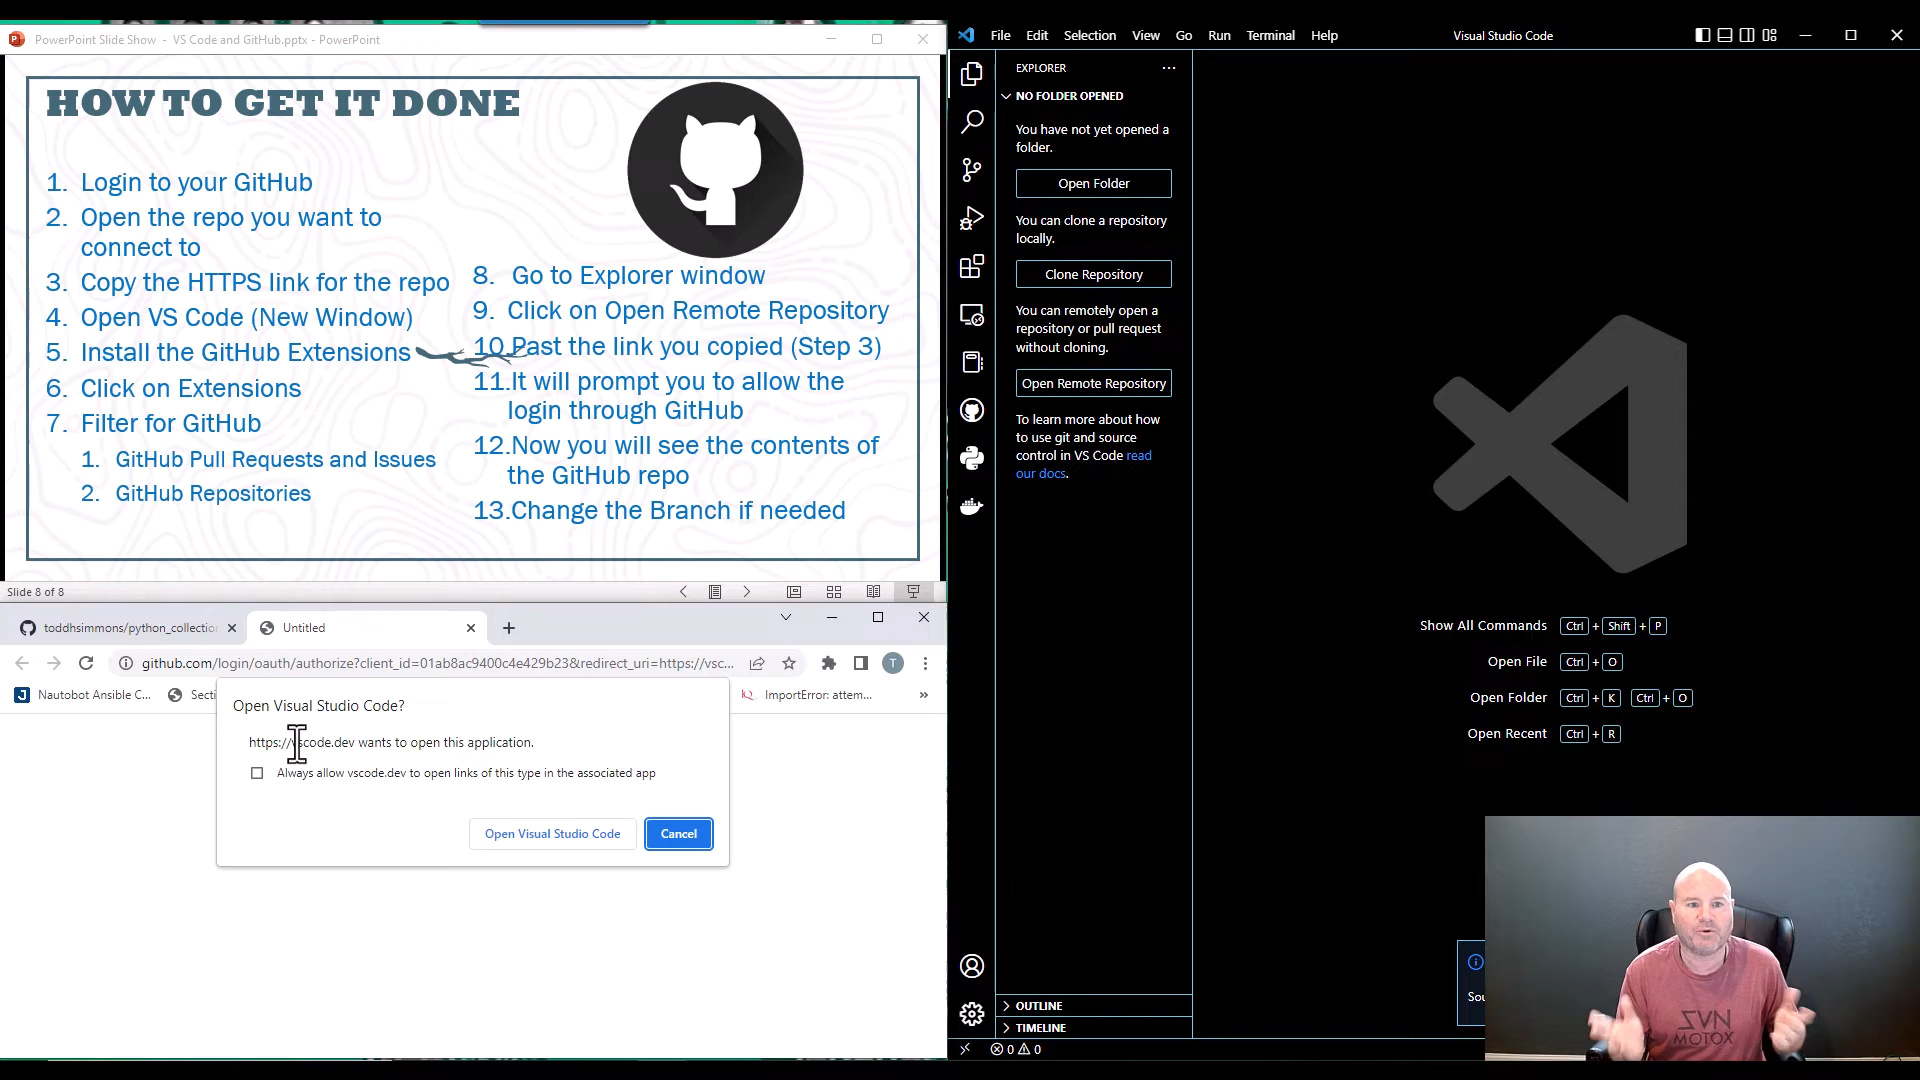 PowerPoint Slide Show - VS Code and GitHub.pptx - PowerPoint
HOW TO GET IT DONE
1. Login to your GitHub
2. Open the repo you want to
connect to
3. Copy the HTTPS link for the repo
4. Open VS Code (New Window)
5. Install the GitHub Extensions
6. Click on Extensions
7. Filter for GitHub
1. GitHub Pull Requests and Issues
2. GitHub Repositories
8. Go to Explorer window
9. Click on Open Remote Repository
10. Past the link you copied (Step 3)
11. It will prompt you to allow the
login through GitHub
12. Now you will see the contents of
the GitHub repo
13. Change the Branch if needed
Slide 8 of 8
toddhsimmons/python_collection
Untitled
github.com/login/oauth/authorize?client_id=01ab8ac9400c4e429b23&redirect_uri=https://vsc...
T
J Nautobot Ansible C...
Secti
ImportError: attem...
»
Open Visual Studio Code?
https://vscode.dev wants to open this application.
Always allow vscode.dev to open links of this type in the associated app
Open Visual Studio Code
Cancel
File Edit Selection View Go Run Terminal Help
Visual Studio Code
EXPLORER
NO FOLDER OPENED
You have not yet opened a
folder.
Open Folder
You can clone a repository
locally.
Clone Repository
You can remotely open a
repository or pull request
without cloning.
Open Remote Repository
To learn more about how
to use git and source
control in VS Code read
our docs.
OUTLINE
TIMELINE
0 0
Show All Commands Ctrl + Shift + P
Open File Ctrl + O
Open Folder Ctrl + K Ctrl + O
Open Recent Ctrl + R
Sou
SVN
MOTOX